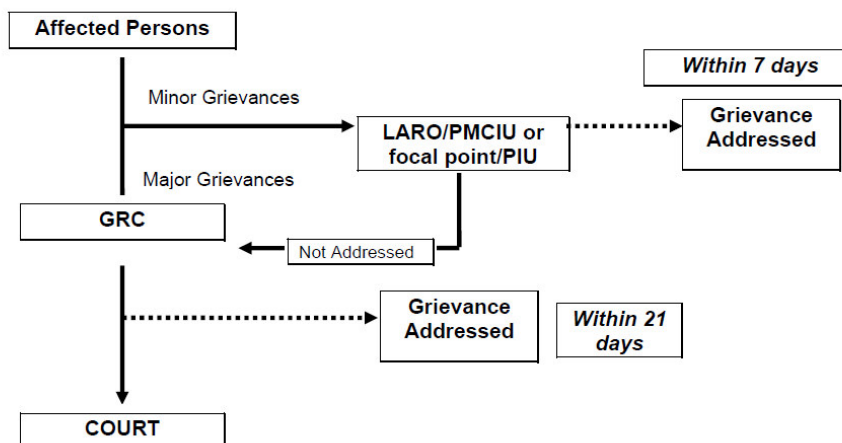 Affected Persons
Within 7 days
Minor Grievances
LARO/PMCIU or
focal point/PIU
Grievance
Addressed
Major Grievances
GRC
Not Addressed
Grievance
Addressed
Within 21
days
COURT